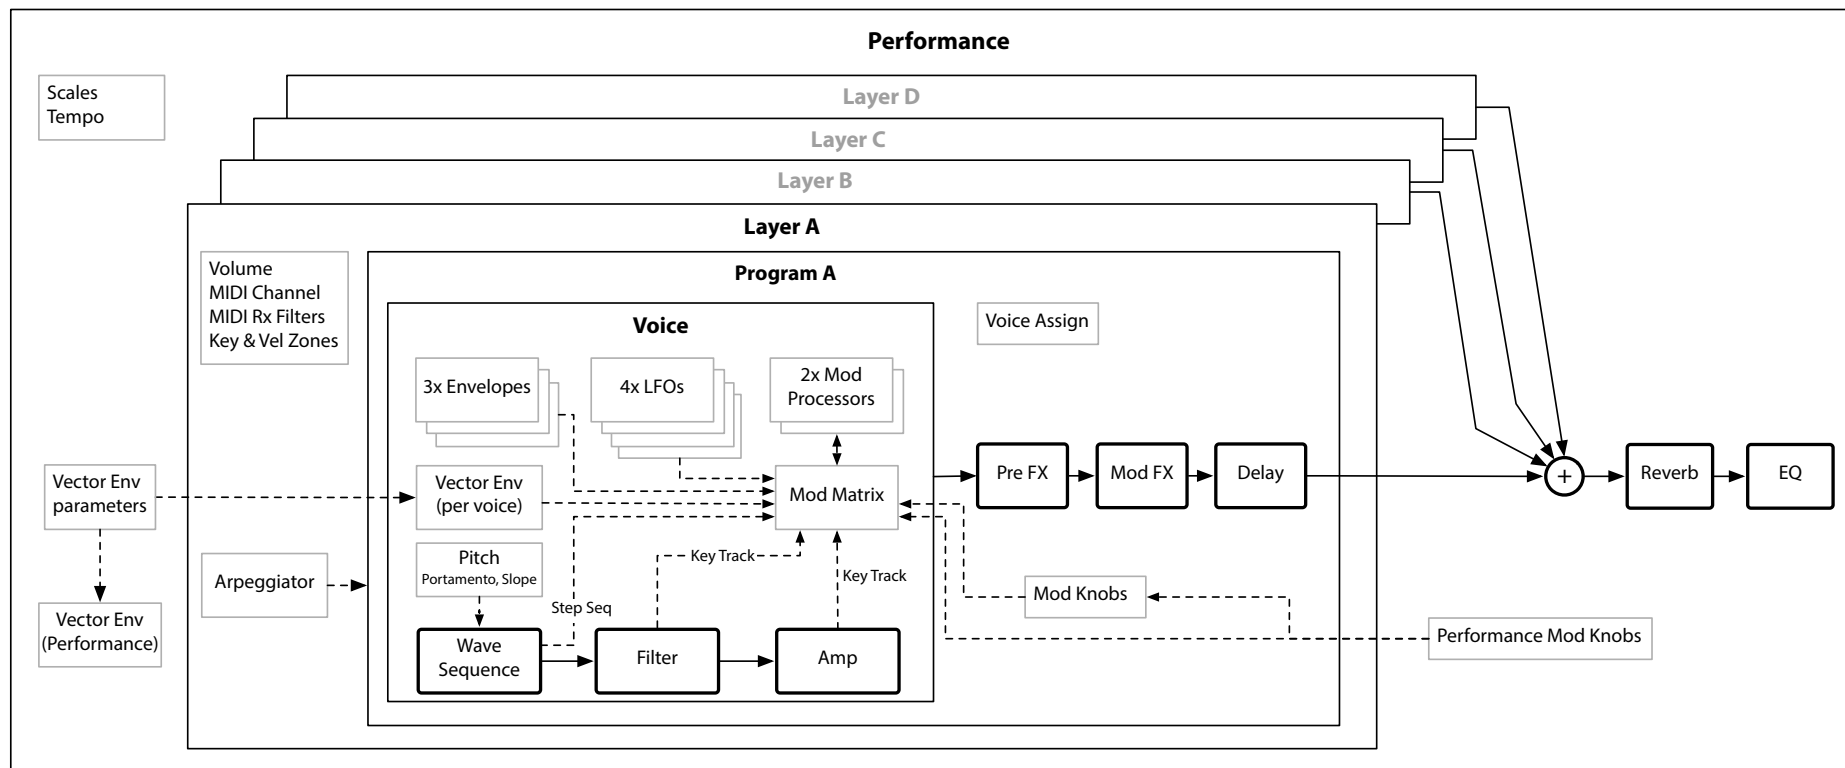 Performance
Scales
Tempo
Layer D
Layer C
Layer B
Layer A
Volume
MIDI Channel
MIDI Rx Filters
Key & Vel Zones
Program A
Voice
Voice Assign
3x Envelopes
4x LFOs
2x Mod
Processors
Vector Env
parameters
Vector Env
(per voice)
Mod Matrix
Pre FX
Mod FX
Delay
+
Reverb
EQ
Pitch
Portamento, Slope
Key Track
Key Track
Arpeggiator
Step Seq
Mod Knobs
Vector Env
(Performance)
Wave
Sequence
Filter
Amp
Performance Mod Knobs